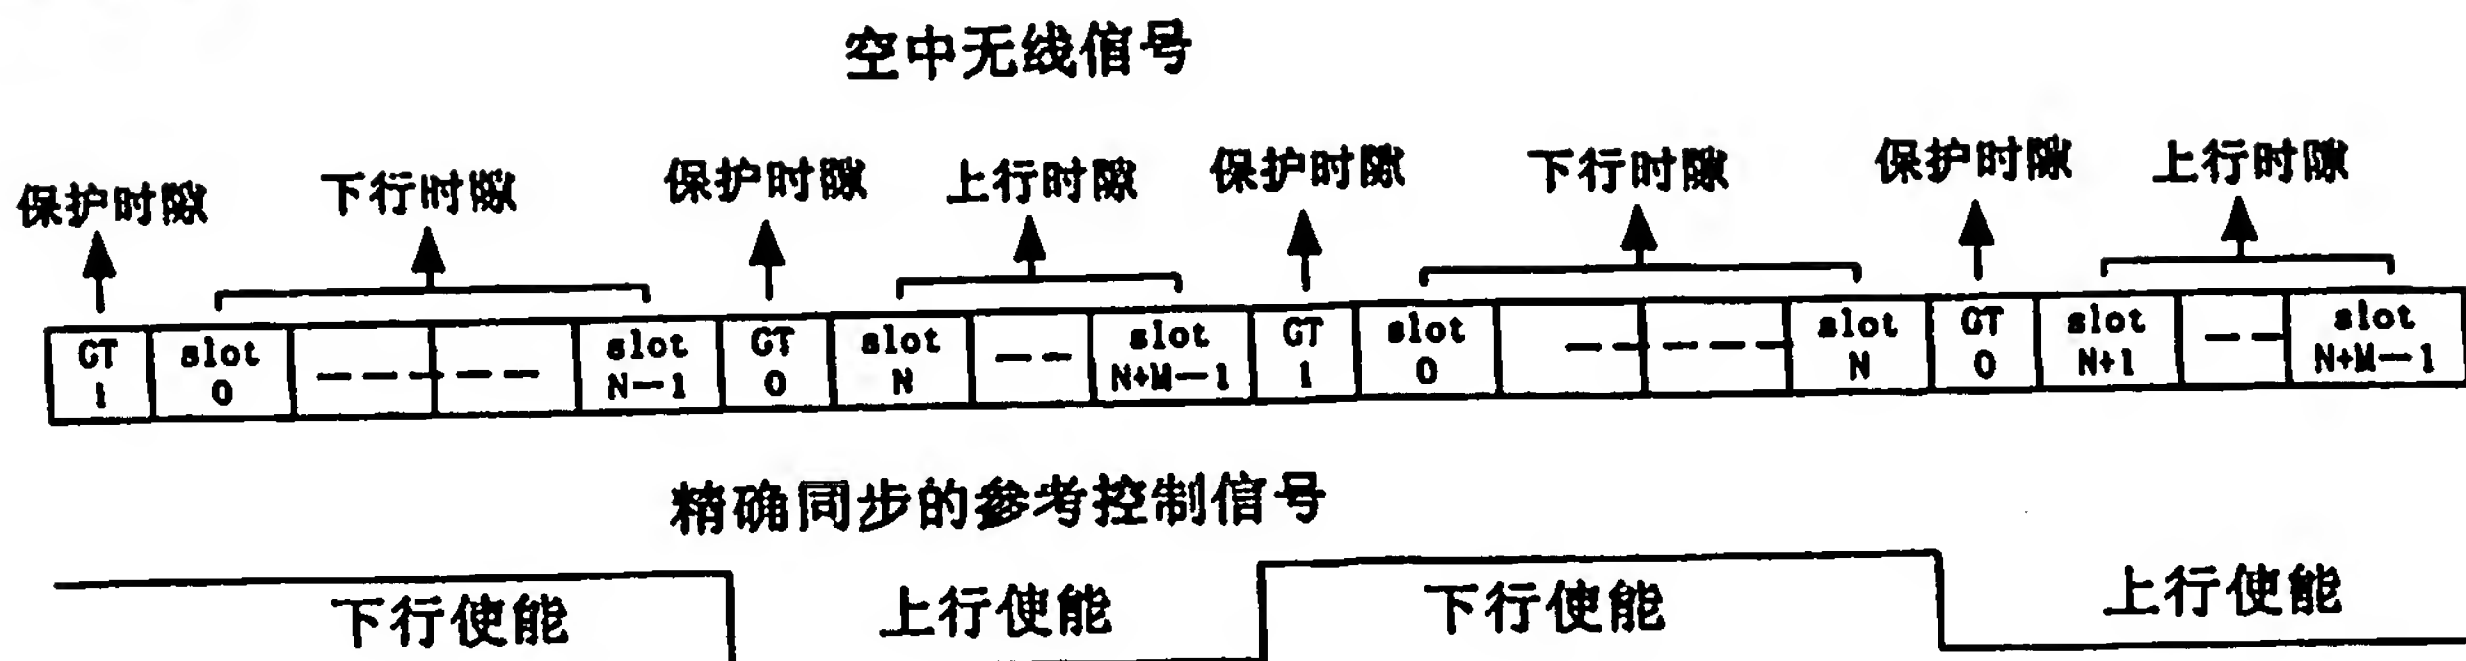 空中无线信号
保护时隙 下行时隙 保护时隙 上行时隙 保护时隙 下行时隙 保护时隙 上行时隙
GT slot slot GT slot slot GT slot slot GT slot slot
1 0 — — — — — N—1 0 N — — N+M—1 1 0 — — — — — N 0 N+1 — — N+M—1
精确同步的参考控制信号
下行使能 上行使能 下行使能 上行使能